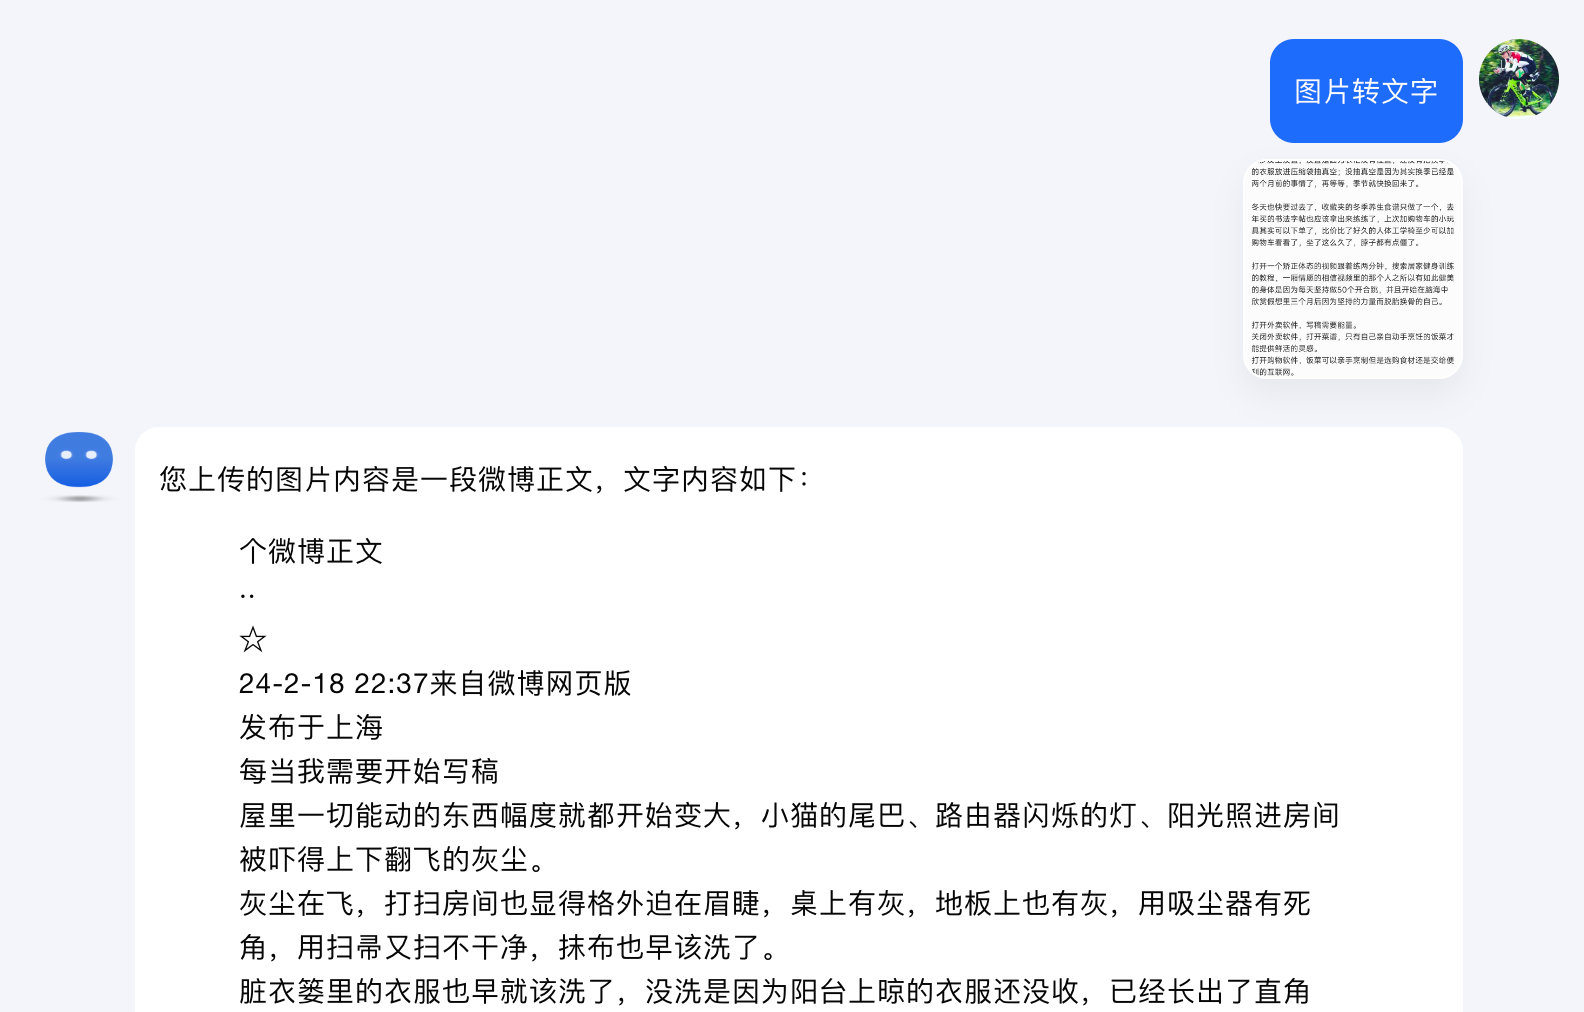 图片转文字
的衣服放进压缩袋抽真空；没抽真空是因为其实换季已经是
两个月前的事情了，再等等，季节就快换回来了。
冬天也快要过去了，收藏夹的冬季养生食谱只做了一个，去
年买的书法字帖也应该拿出来练练了，上次加购物车的小玩
具其实可以下单了，比价比了好久的人体工学椅至少可以加
购物车看看了，坐了这么久了，脖子都有点僵了。
打开一个矫正体态的视频跟着练两分钟，搜索居家健身训练
的教程，一厢情愿的相信视频里的那个人之所以有如此健美
的身体是因为每天坚持做50个开合跳，并且开始在脑海中
欣赏假想里三个月后因为坚持的力量而脱胎换骨的自己。
打开外卖软件，写稿需要能量。
关闭外卖软件，打开菜谱，只有自己亲自动手烹饪的饭菜才
能提供鲜活的灵感。
打开购物软件，饭菜可以亲手烹制但是选购食材还是交给便
利的互联网。
您上传的图片内容是一段微博正文，文字内容如下：
个微博正文
..
☆
24-2-18 22:37来自微博网页版
发布于上海
每当我需要开始写稿
屋里一切能动的东西幅度就都开始变大，小猫的尾巴、路由器闪烁的灯、阳光照进房间
被吓得上下翻飞的灰尘。
灰尘在飞，打扫房间也显得格外迫在眉睫，桌上有灰，地板上也有灰，用吸尘器有死
角，用扫帚又扫不干净，抹布也早该洗了。
脏衣篓里的衣服也早就该洗了，没洗是因为阳台上晾的衣服还没收，已经长出了直角